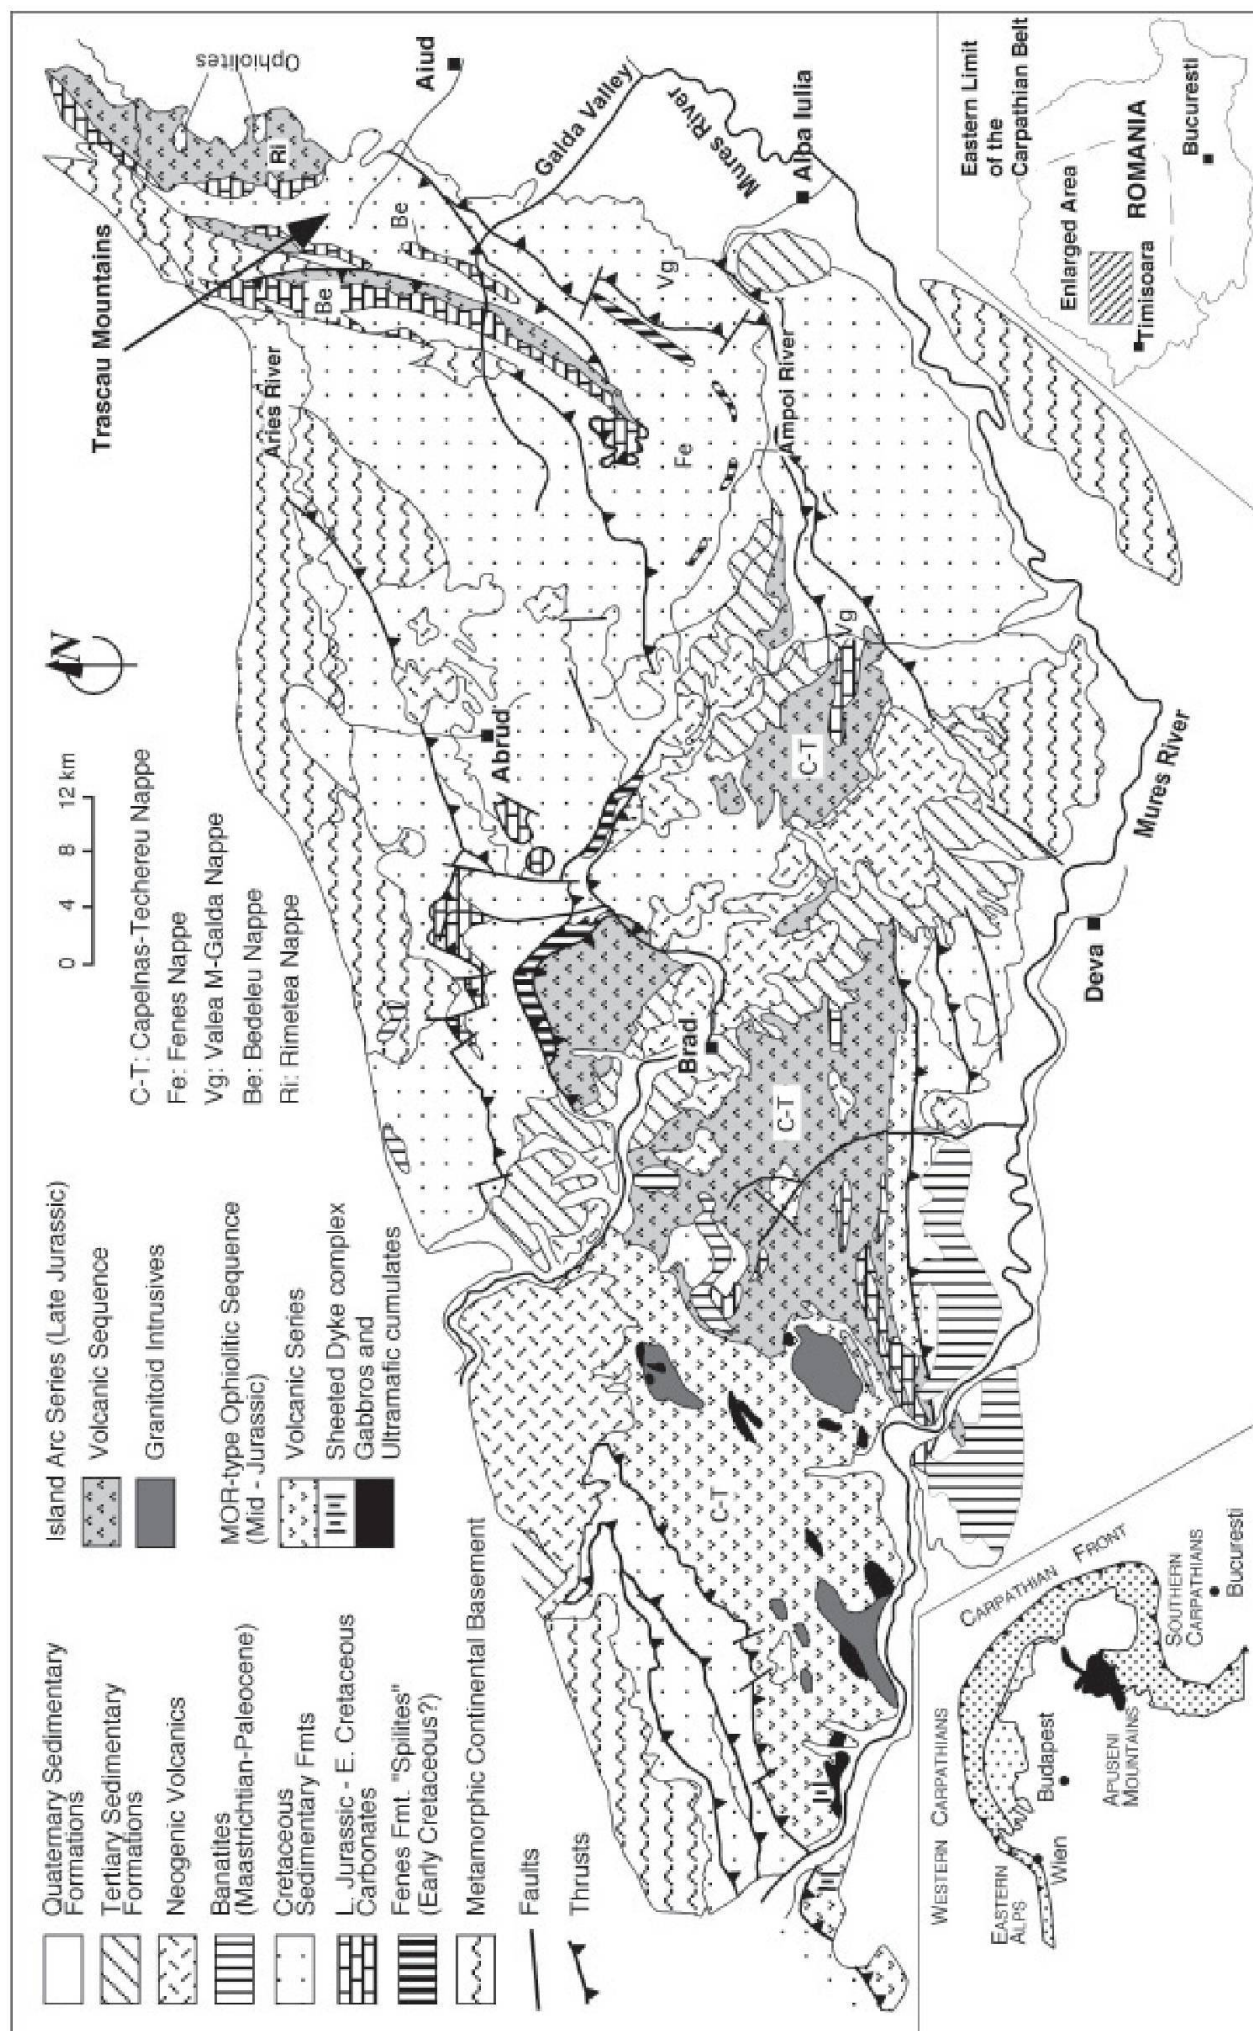 Quaternary Sedimentary
Formations
Tertiary Sedimentary
Formations
Neogenic Volcanics
Banatites
(Maastrichtian-Paleocene)
Cretaceous
Sedimentary Fmts
L. Jurassic - E. Cretaceous
Carbonates
Fenes Fmt. "Spilites"
(Early Cretaceous?)
Metamorphic Continental Basement
Faults
Thrusts
Island Arc Series (Late Jurassic)
Volcanic Sequence
Granitoid Intrusives
MOR-type Ophiolitic Sequence
(Mid - Jurassic)
Volcanic Series
Sheeted Dyke complex
Gabbros and
Ultramafic cumulates
C-T: Capelnas-Techereu Nappe
Fe: Fenes Nappe
Vg: Valea M-Galda Nappe
Be: Bedeleu Nappe
Ri: Rimetea Nappe
0 4 8 12 km
N
Trascau Mountains
Ophiolites
Ri
Aiud
Be
Be
Aries River
Galda Valley
Mures River
Alba Iulia
Vg
Fe
Ampoi River
Abrud
Vg
C-T
Brad
C-T
C-T
Deva
Mures River
WESTERN CARPATHIANS
CARPATHIAN FRONT
EASTERN
ALPS
Wien
Budapest
APUSENI
MOUNTAINS
SOUTHERN
CARPATHIANS
Bucuresti
Eastern Limit
of the
Carpathian Belt
Enlarged Area
Timisoara
ROMANIA
Bucuresti